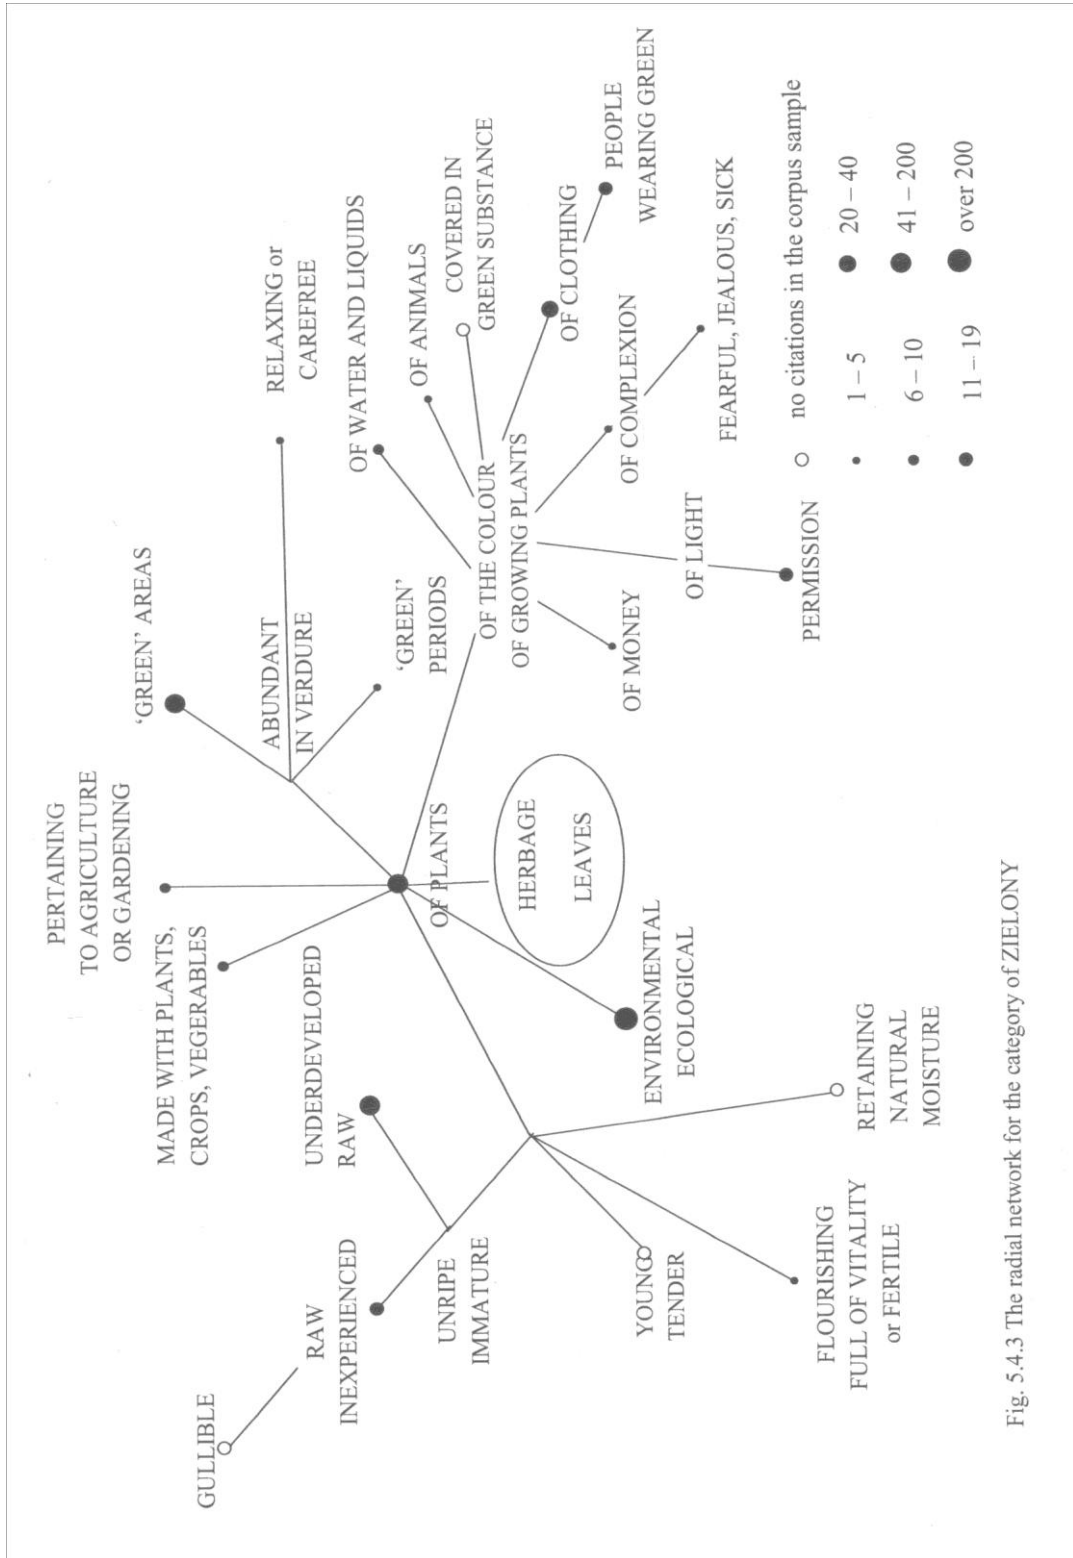 PERTAINING
TO AGRICULTURE
OR GARDENING
MADE WITH PLANTS,
CROPS, VEGERABLES
'GREEN' AREAS
ABUNDANT
IN VERDURE
RELAXING or
CAREFREE
'GREEN'
PERIODS
GULLIBLE
RAW
INEXPERIENCED
UNDERDEVELOPED
RAW
UNRIPE
IMMATURE
OF PLANTS
HERBAGE
LEAVES
OF WATER AND LIQUIDS
OF ANIMALS
COVERED IN
GREEN SUBSTANCE
OF THE COLOUR
OF GROWING PLANTS
OF CLOTHING
PEOPLE
WEARING GREEN
OF COMPLEXION
FEARFUL, JEALOUS, SICK
OF MONEY
OF LIGHT
PERMISSION
ENVIRONMENTAL
ECOLOGICAL
YOUNG
TENDER
FLOURISHING
FULL OF VITALITY
or FERTILE
RETAINING
NATURAL
MOISTURE
no citations in the corpus sample
1 – 5
20 – 40
6 – 10
41 – 200
11 – 19
over 200
Fig. 5.4.3 The radial network for the category of ZIELONY